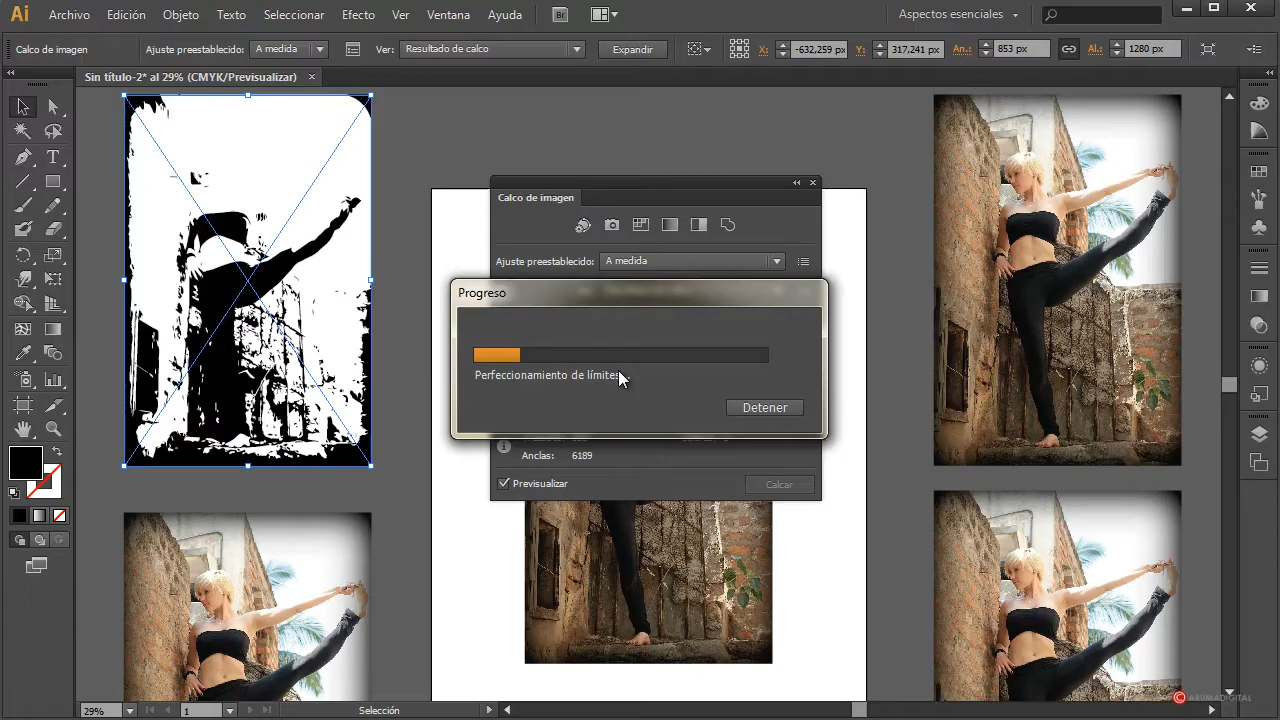 Ai Archivo Edición Objeto Texto Seleccionar Efecto Ver Ventana Ayuda Br Aspectos esenciales
Calco de imagen Ajuste preestablecido: A medida Ver: Resultado de calco Expandir X: -632,259 px Y: 317,241 px An.: 853 px Al.: 1280 px
Sin título-2* al 29% (CMYK/Previsualizar)
Calco de imagen
Ajuste preestablecido: A medida
Progreso
Perfeccionamiento de límites
Detener
Anclas: 6189
Previsualizar Calcar
29% 1 Selección
© ARUMADIGITAL